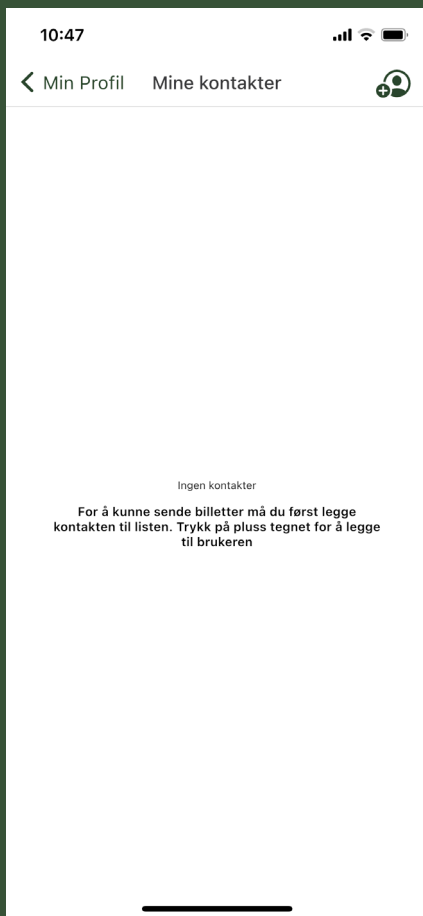 10:47
Min Profil Mine kontakter
Ingen kontakter
For å kunne sende billetter må du først legge
kontakten til listen. Trykk på pluss tegnet for å legge
til brukeren